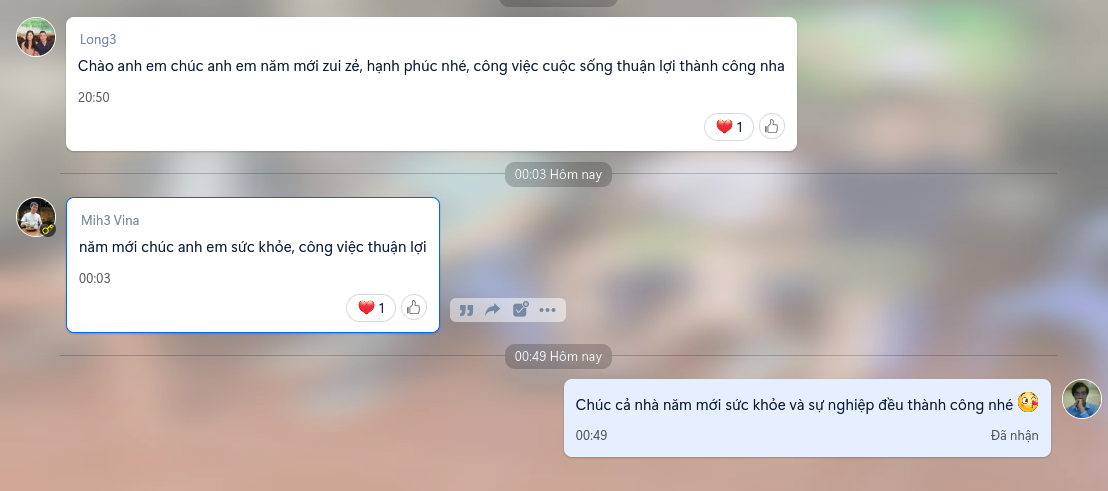 Long3
Chào anh em chúc anh em năm mới zui zẻ, hạnh phúc nhé, công việc cuộc sống thuận lợi thành công nha
20:50
1
00:03 Hôm nay
Mih3 Vina
năm mới chúc anh em sức khỏe, công việc thuận lợi
00:03
1
00:49 Hôm nay
Chúc cả nhà năm mới sức khỏe và sự nghiệp đều thành công nhé 😘
00:49
Đã nhận